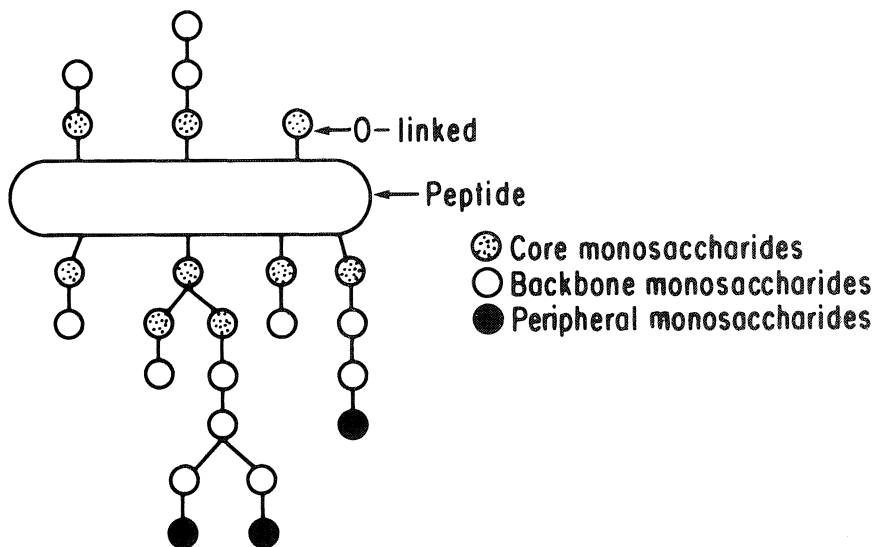 O-linked
Peptide
Core monosaccharides
Backbone monosaccharides
Peripheral monosaccharides